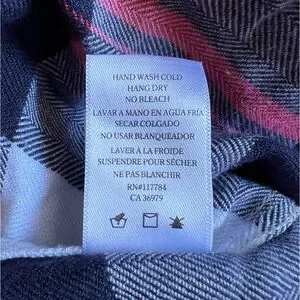 HAND WASH COLD
HANG DRY
NO BLEACH
LAVAR A MANO EN AGUA FRÍA
SECAR COLGADO
NO USAR BLANQUEADOR
LAVER A LA FROIDE
SUSPENDRE POUR SÉCHER
NE PAS BLANCHIR
RN#117784
CA 36979